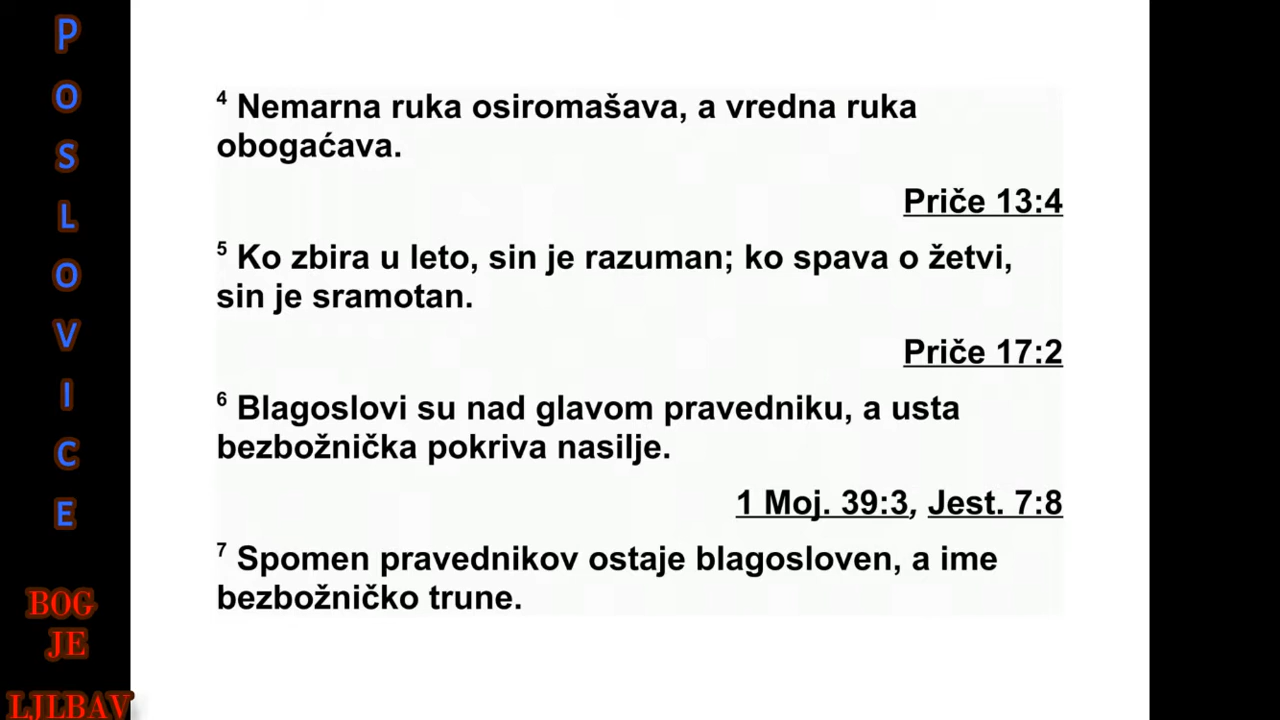 P
O
S
L
O
V
I
C
E
BOG
JE
LJLBAV
4 Nemarna ruka osiromašava, a vredna ruka
obogaćava.
Priče 13:4
5 Ko zbira u leto, sin je razuman; ko spava o žetvi,
sin je sramotan.
Priče 17:2
6 Blagoslovi su nad glavom pravedniku, a usta
bezbožnička pokriva nasilje.
1 Moj. 39:3, Jest. 7:8
7 Spomen pravednikov ostaje blagosloven, a ime
bezbožničko trune.